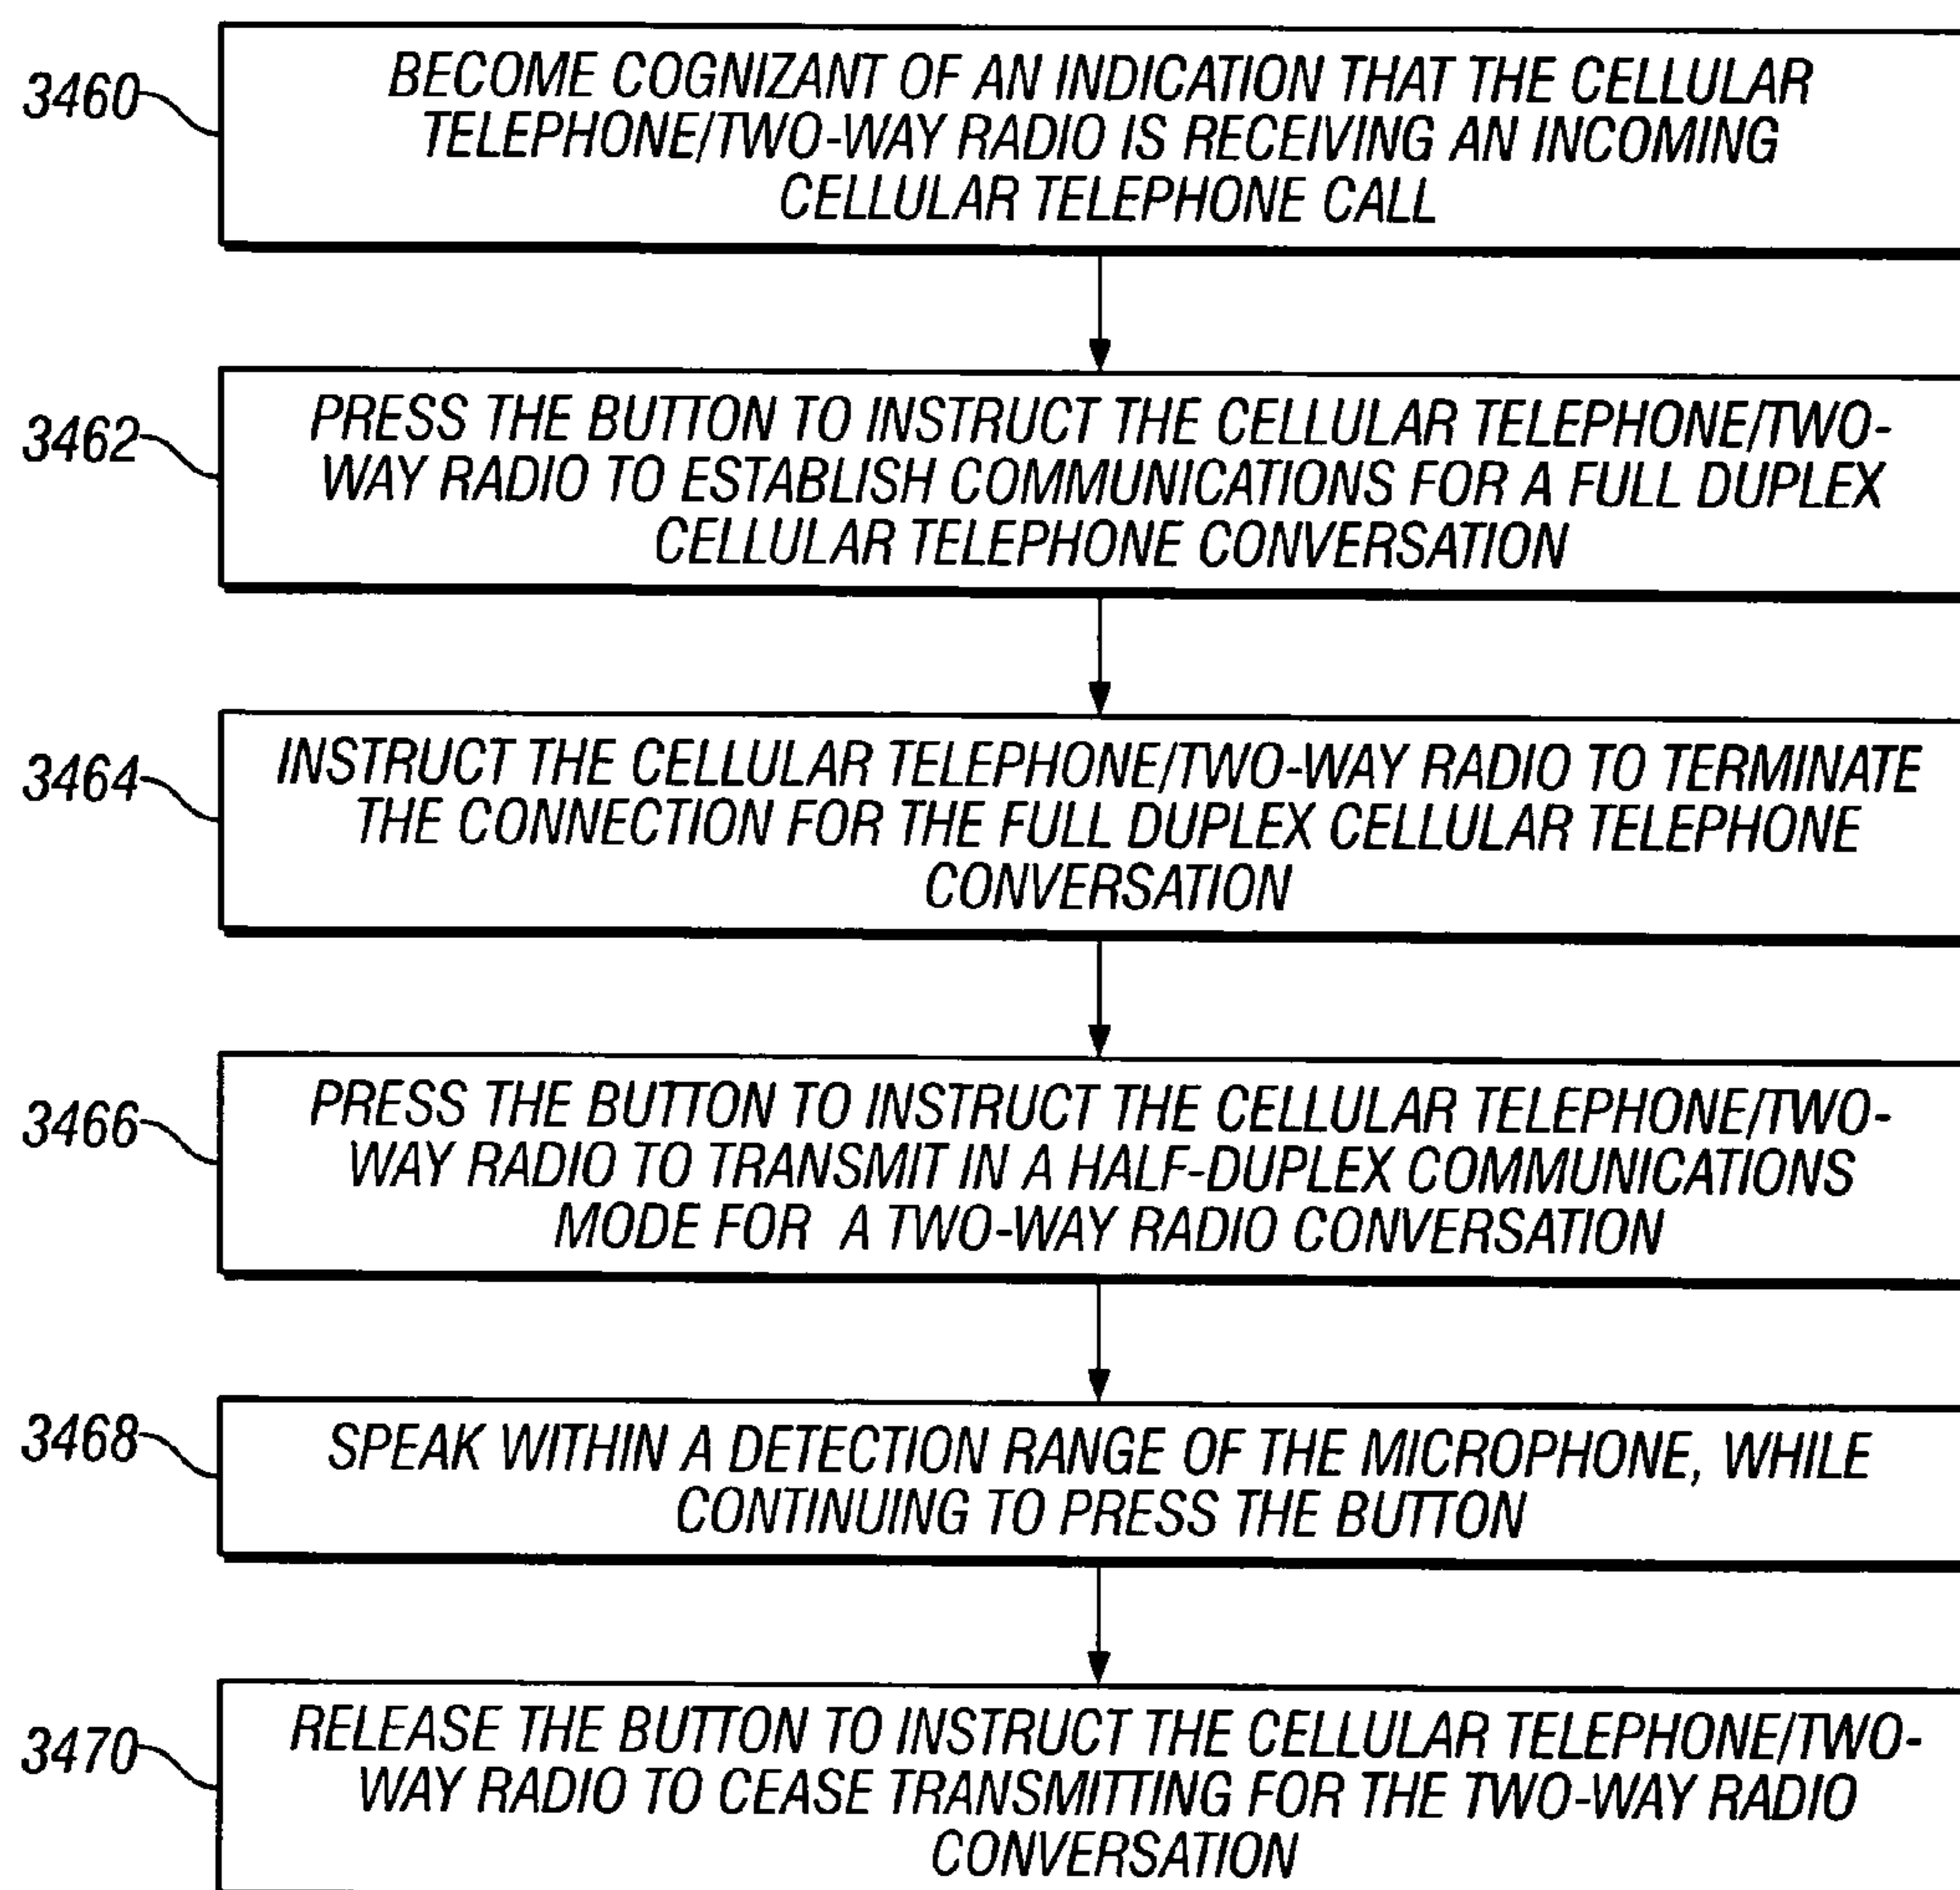 3460
BECOME COGNIZANT OF AN INDICATION THAT THE CELLULAR
TELEPHONE/TWO-WAY RADIO IS RECEIVING AN INCOMING
CELLULAR TELEPHONE CALL
3462
PRESS THE BUTTON TO INSTRUCT THE CELLULAR TELEPHONE/TWO-
WAY RADIO TO ESTABLISH COMMUNICATIONS FOR A FULL DUPLEX
CELLULAR TELEPHONE CONVERSATION
3464
INSTRUCT THE CELLULAR TELEPHONE/TWO-WAY RADIO TO TERMINATE
THE CONNECTION FOR THE FULL DUPLEX CELLULAR TELEPHONE
CONVERSATION
3466
PRESS THE BUTTON TO INSTRUCT THE CELLULAR TELEPHONE/TWO-
WAY RADIO TO TRANSMIT IN A HALF-DUPLEX COMMUNICATIONS
MODE FOR A TWO-WAY RADIO CONVERSATION
3468
SPEAK WITHIN A DETECTION RANGE OF THE MICROPHONE, WHILE
CONTINUING TO PRESS THE BUTTON
3470
RELEASE THE BUTTON TO INSTRUCT THE CELLULAR TELEPHONE/TWO-
WAY RADIO TO CEASE TRANSMITTING FOR THE TWO-WAY RADIO
CONVERSATION